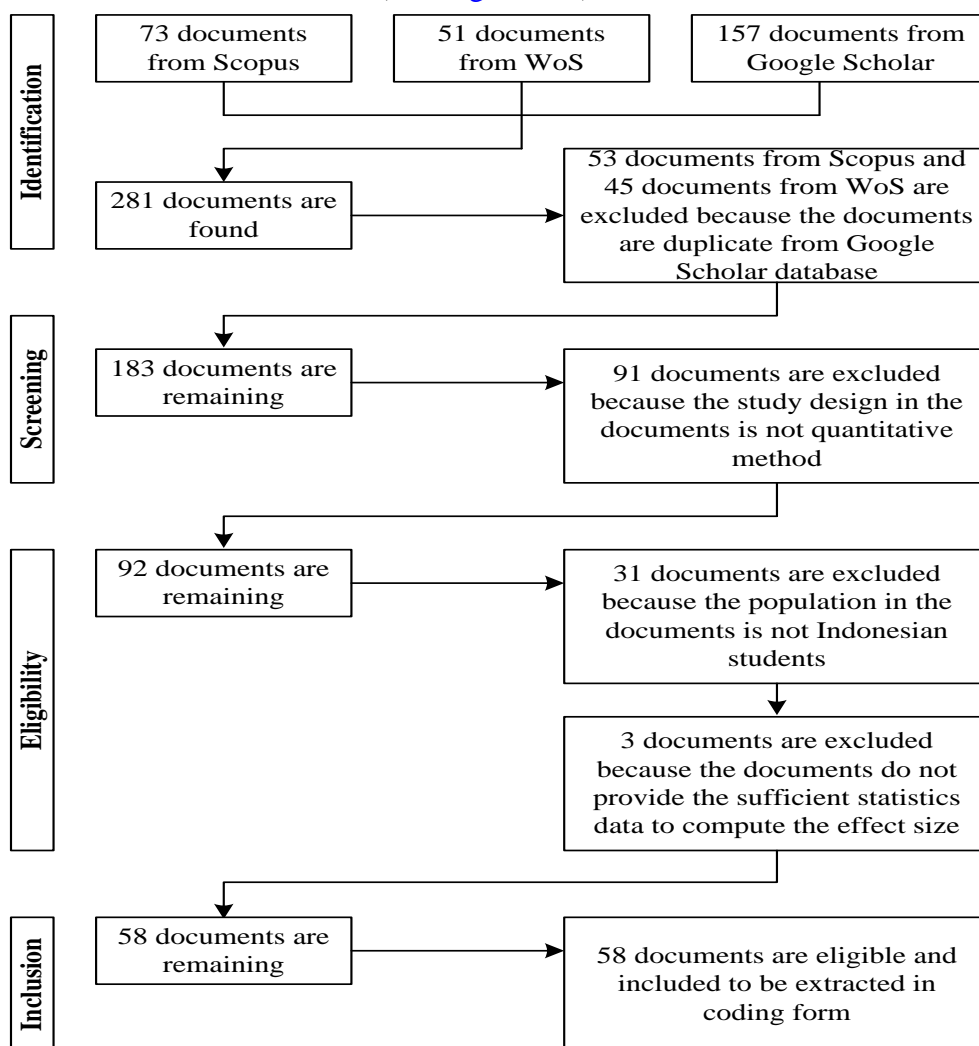 Identification
73 documents
from Scopus
51 documents
from WoS
157 documents from
Google Scholar
281 documents are
found
53 documents from Scopus and
45 documents from WoS are
excluded because the documents
are duplicate from Google
Scholar database
Screening
183 documents are
remaining
91 documents are excluded
because the study design in the
documents is not quantitative
method
Eligibility
92 documents are
remaining
31 documents are excluded
because the population in the
documents is not Indonesian
students
3 documents are excluded
because the documents do not
provide the sufficient statistics
data to compute the effect size
Inclusion
58 documents are
remaining
58 documents are eligible and
included to be extracted in
coding form